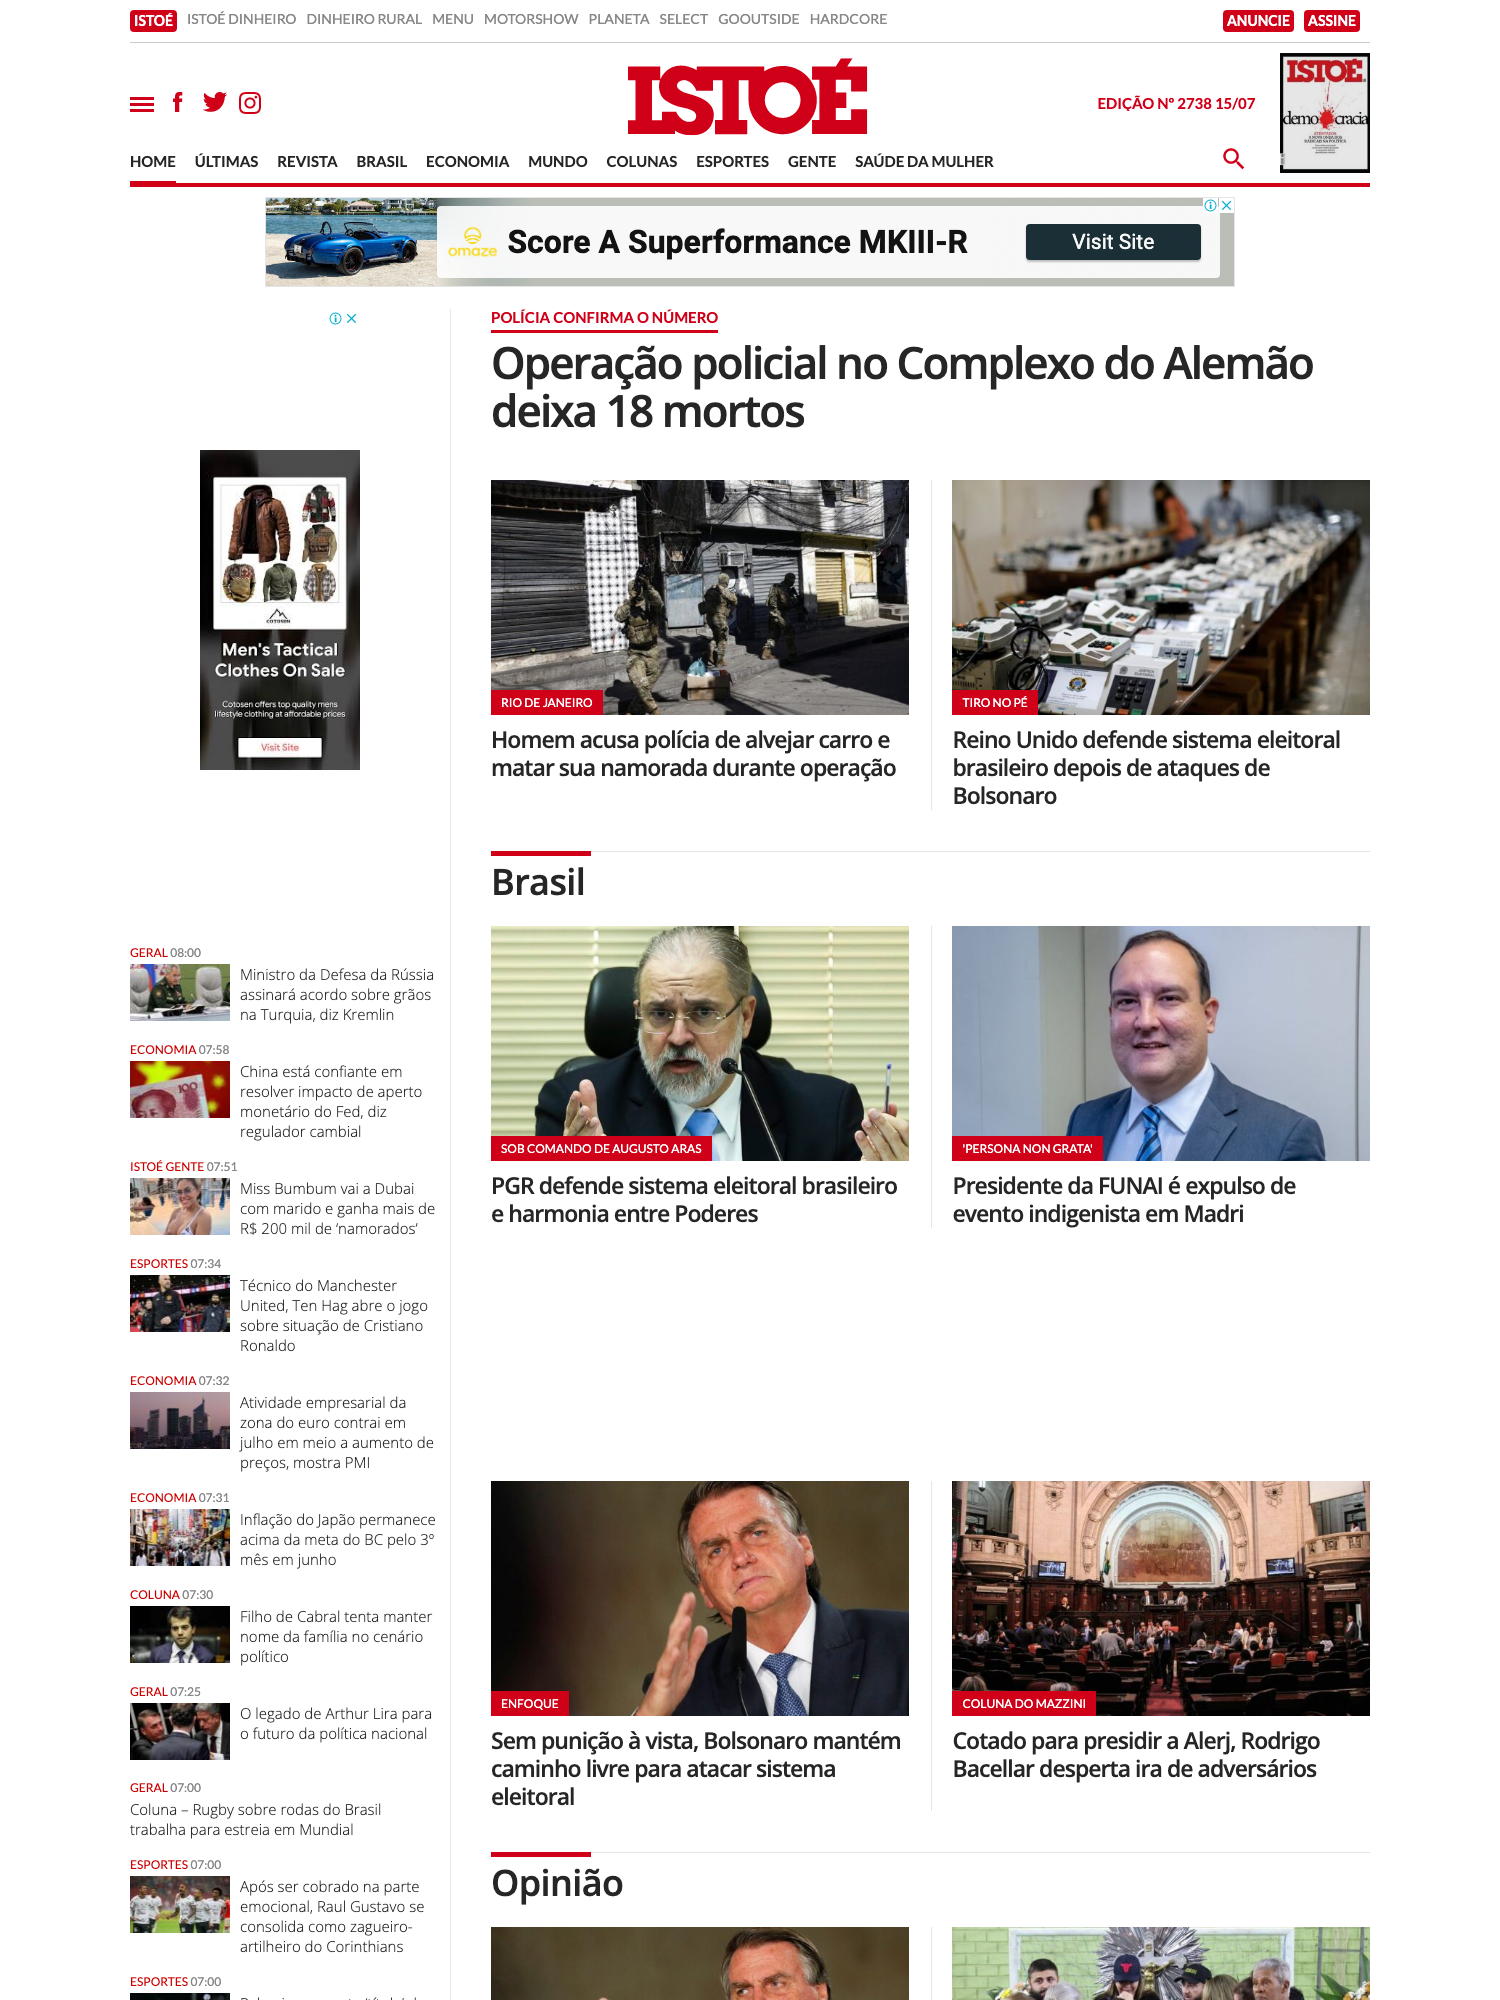 ISTOÉ ISTOÉ DINHEIRO DINHEIRO RURAL MENU MOTORSHOW PLANETA SELECT GOOUTSIDE HARDCORE ANUNCIE ASSINE
ISTOÉ
EDIÇÃO Nº 2738 15/07
ISTOÉ
demo cracia
HOME ÚLTIMAS REVISTA BRASIL ECONOMIA MUNDO COLUNAS ESPORTES GENTE SAÚDE DA MULHER
omaze Score A Superformance MKIII-R Visit Site
COTOSEN
Men's Tactical
Clothes On Sale
Cotosen offers top quality mens
lifestyle clothing at affordable prices
Visit Site
GERAL 08:00
Ministro da Defesa da Rússia
assinará acordo sobre grãos
na Turquia, diz Kremlin
ECONOMIA 07:58
China está confiante em
resolver impacto de aperto
monetário do Fed, diz
regulador cambial
ISTOÉ GENTE 07:51
Miss Bumbum vai a Dubai
com marido e ganha mais de
R$ 200 mil de ‘namorados’
ESPORTES 07:34
Técnico do Manchester
United, Ten Hag abre o jogo
sobre situação de Cristiano
Ronaldo
ECONOMIA 07:32
Atividade empresarial da
zona do euro contrai em
julho em meio a aumento de
preços, mostra PMI
ECONOMIA 07:31
Inflação do Japão permanece
acima da meta do BC pelo 3º
mês em junho
COLUNA 07:30
Filho de Cabral tenta manter
nome da família no cenário
político
GERAL 07:25
O legado de Arthur Lira para
o futuro da política nacional
GERAL 07:00
Coluna – Rugby sobre rodas do Brasil
trabalha para estreia em Mundial
ESPORTES 07:00
Após ser cobrado na parte
emocional, Raul Gustavo se
consolida como zagueiro-
artilheiro do Corinthians
ESPORTES 07:00
POLÍCIA CONFIRMA O NÚMERO
Operação policial no Complexo do Alemão
deixa 18 mortos
RIO DE JANEIRO
Homem acusa polícia de alvejar carro e
matar sua namorada durante operação
TIRO NO PÉ
Reino Unido defende sistema eleitoral
brasileiro depois de ataques de
Bolsonaro
Brasil
SOB COMANDO DE AUGUSTO ARAS
PGR defende sistema eleitoral brasileiro
e harmonia entre Poderes
'PERSONA NON GRATA'
Presidente da FUNAI é expulso de
evento indigenista em Madri
ENFOQUE
Sem punição à vista, Bolsonaro mantém
caminho livre para atacar sistema
eleitoral
COLUNA DO MAZZINI
Cotado para presidir a Alerj, Rodrigo
Bacellar desperta ira de adversários
Opinião